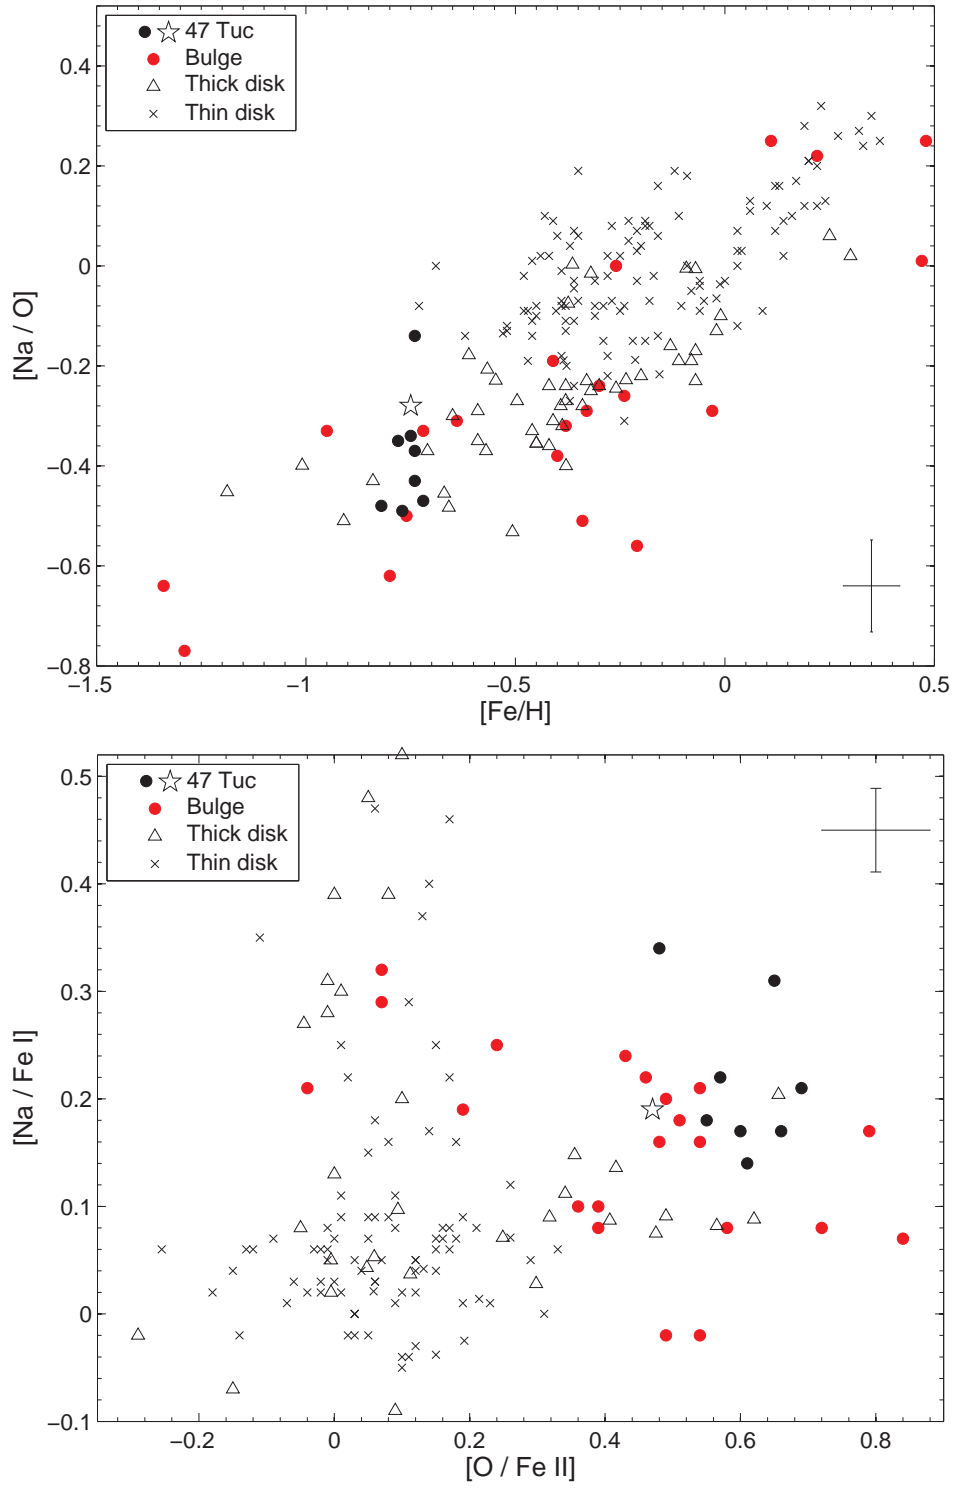 47 Tuc
Bulge
Thick disk
Thin disk
0.4
0.2
0
−0.2
−0.4
−0.6
−0.8
[Na / O]
−1.5
−1
−0.5
0
0.5
[Fe/H]
47 Tuc
Bulge
Thick disk
Thin disk
0.5
0.4
0.3
0.2
0.1
0
−0.1
[Na / Fe I]
−0.2
0
0.2
0.4
0.6
0.8
[O / Fe II]